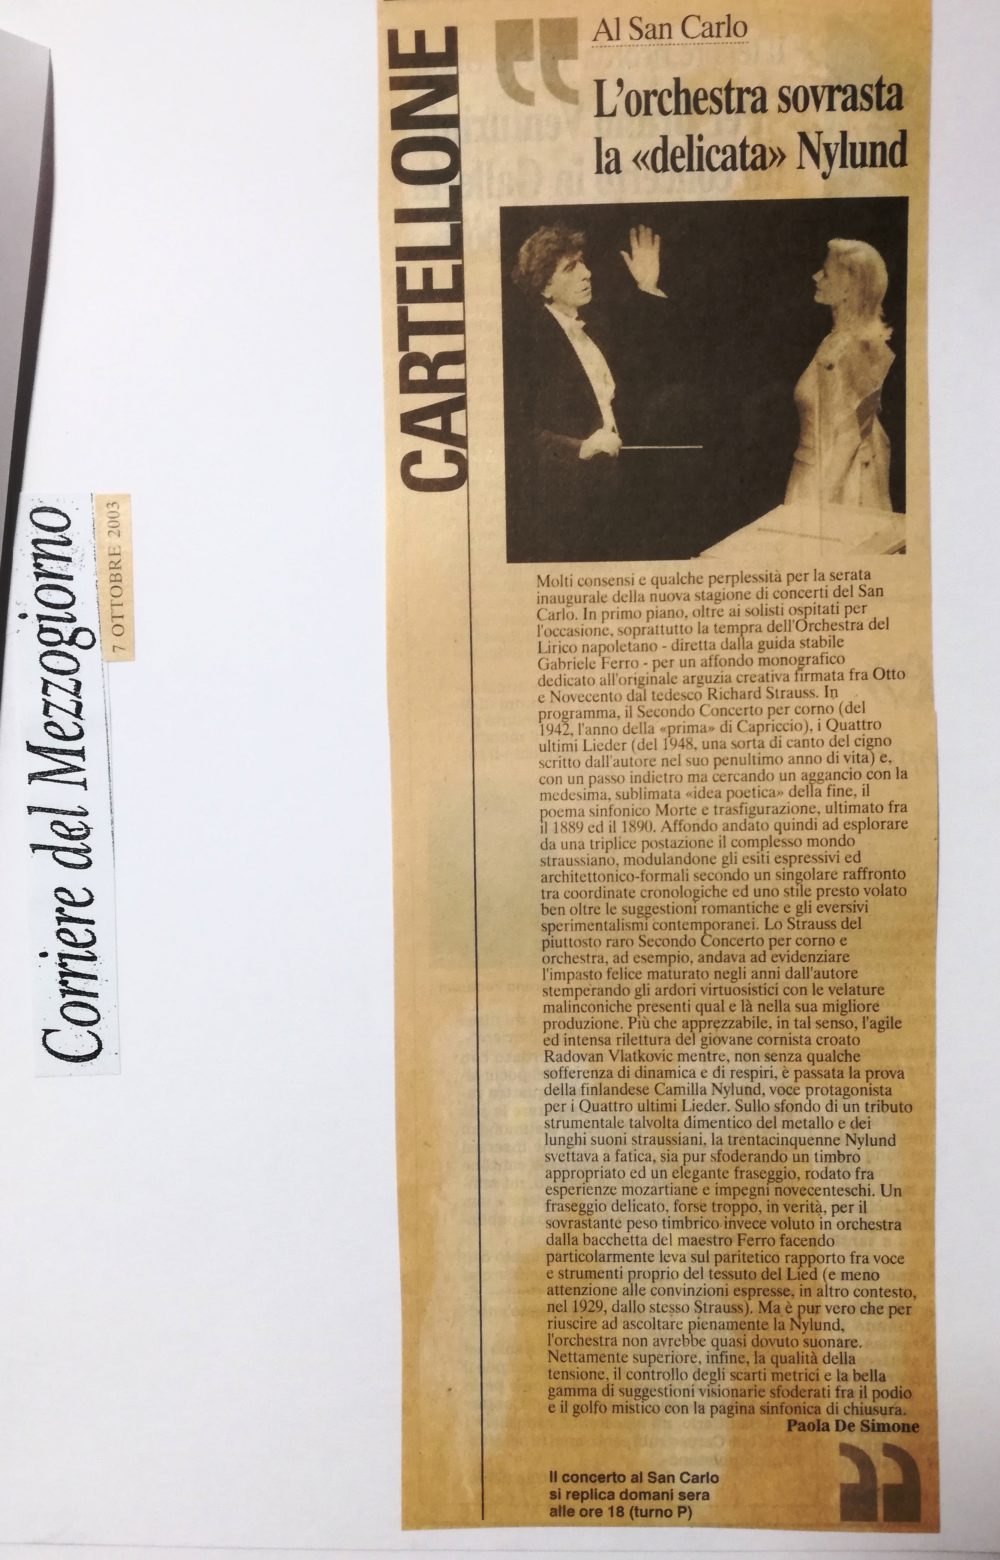 Corriere del Mezzogiorno
7 OTTOBRE 2003
CARTELLONE
Al San Carlo
L'orchestra sovrasta
la «delicata» Nylund
Molti consensi e qualche perplessità per la serata
inaugurale della nuova stagione di concerti del San
Carlo. In primo piano, oltre ai solisti ospitati per
l'occasione, soprattutto la tempra dell'Orchestra del
Lirico napoletano - diretta dalla guida stabile
Gabriele Ferro - per un affondo monografico
dedicato all'originale arguzia creativa firmata fra Otto
e Novecento dal tedesco Richard Strauss. In
programma, il Secondo Concerto per corno (del
1942, l'anno della «prima» di Capriccio), i Quattro
ultimi Lieder (del 1948, una sorta di canto del cigno
scritto dall'autore nel suo penultimo anno di vita) e,
con un passo indietro ma cercando un aggancio con la
medesima, sublimata «idea poetica» della fine, il
poema sinfonico Morte e trasfigurazione, ultimato fra
il 1889 ed il 1890. Affondo andato quindi ad esplorare
da una triplice postazione il complesso mondo
straussiano, modulandone gli esiti espressivi ed
architettonico-formali secondo un singolare raffronto
tra coordinate cronologiche ed uno stile presto volato
ben oltre le suggestioni romantiche e gli eversivi
sperimentalismi contemporanei. Lo Strauss del
piuttosto raro Secondo Concerto per corno e
orchestra, ad esempio, andava ad evidenziare
l'impasto felice maturato negli anni dall'autore
stemperando gli ardori virtuosistici con le velature
malinconiche presenti qual e là nella sua migliore
produzione. Più che apprezzabile, in tal senso, l'agile
ed intensa rilettura del giovane cornista croato
Radovan Vlatkovic mentre, non senza qualche
sofferenza di dinamica e di respiri, è passata la prova
della finlandese Camilla Nylund, voce protagonista
per i Quattro ultimi Lieder. Sullo sfondo di un tributo
strumentale talvolta dimentico del metallo e dei
lunghi suoni straussiani, la trentacinquenne Nylund
svettava a fatica, sia pur sfoderando un timbro
appropriato ed un elegante fraseggio, rodato fra
esperienze mozartiane e impegni novecenteschi. Un
fraseggio delicato, forse troppo, in verità, per il
sovrastante peso timbrico invece voluto in orchestra
dalla bacchetta del maestro Ferro facendo
particolarmente leva sul paritetico rapporto fra voce
e strumenti proprio del tessuto del Lied (e meno
attenzione alle convinzioni espresse, in altro contesto,
nel 1929, dallo stesso Strauss). Ma è pur vero che per
riuscire ad ascoltare pienamente la Nylund,
l'orchestra non avrebbe quasi dovuto suonare.
Nettamente superiore, infine, la qualità della
tensione, il controllo degli scarti metrici e la bella
gamma di suggestioni visionarie sfoderati fra il podio
e il golfo mistico con la pagina sinfonica di chiusura.
Paola De Simone
Il concerto al San Carlo
si replica domani sera
alle ore 18 (turno P)